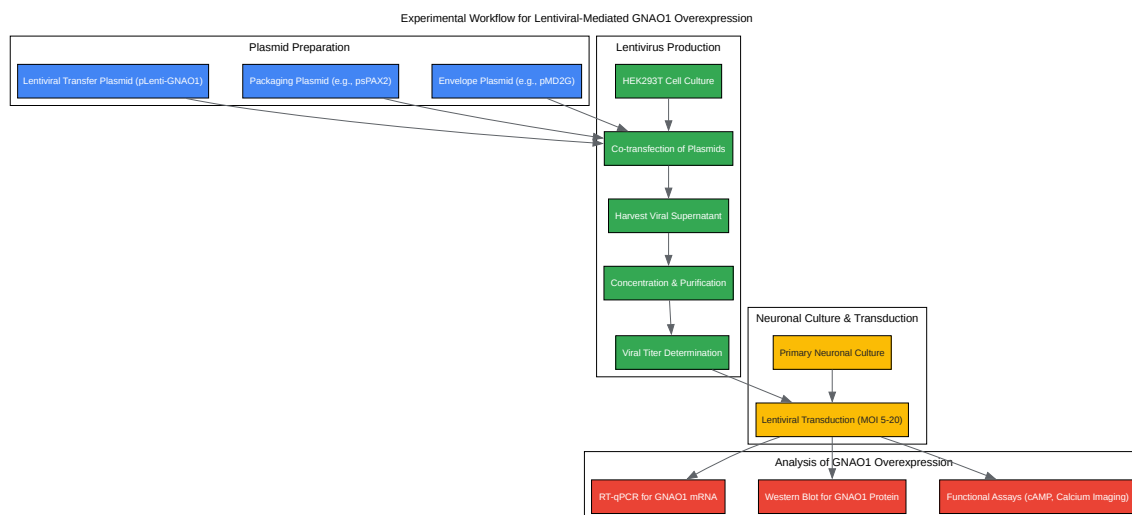 Experimental Workflow for Lentiviral-Mediated GNAO1 Overexpression
Plasmid Preparation
Lentiviral Transfer Plasmid (pLenti-GNAO1)
Packaging Plasmid (e.g., psPAX2)
Envelope Plasmid (e.g., pMD2G)
Lentivirus Production
HEK293T Cell Culture
Co-transfection of Plasmids
Harvest Viral Supernatant
Concentration & Purification
Viral Titer Determination
Neuronal Culture & Transduction
Primary Neuronal Culture
Lentiviral Transduction (MOI 5-20)
Analysis of GNAO1 Overexpression
RT-qPCR for GNAO1 mRNA
Western Blot for GNAO1 Protein
Functional Assays (cAMP, Calcium Imaging)